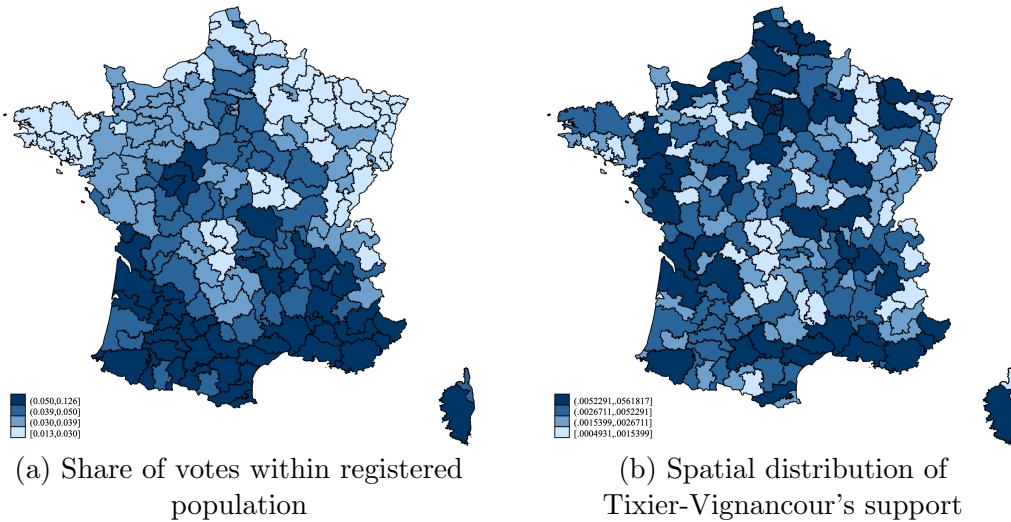 (0.050,0.126]
(0.039,0.050]
(0.030,0.039]
[0.013,0.030]
(a) Share of votes within registered
population
(.0052291,.0561817]
(.0026711,.0052291]
(.0015399,.0026711]
[.0004931,.0015399]
(b) Spatial distribution of
Tixier-Vignancour's support